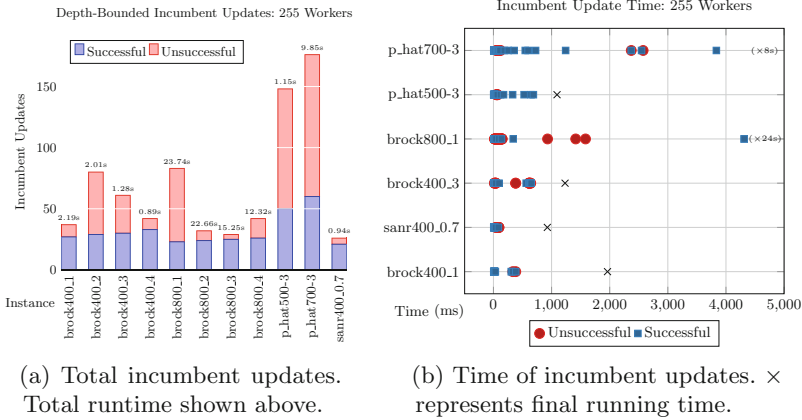 Depth-Bounded Incumbent Updates: 255 Workers
Successful Unsuccessful
Incumbent Updates
150
100
50
0
2.19s
2.01s
1.28s
0.89s
23.74s
22.66s
15.25s
12.32s
1.15s
9.85s
0.94s
Instance
brock400_1
brock400_2
brock400_3
brock400_4
brock800_1
brock800_2
brock800_3
brock800_4
p_hat500-3
p_hat700-3
sanr400_0.7
(a) Total incumbent updates.
Total runtime shown above.
Incumbent Update Time: 255 Workers
p_hat700-3
(×8s)
p_hat500-3
brock800_1
(×24s)
brock400_3
sanr400_0.7
brock400_1
Time (ms)
0,000 1,000 2,000 3,000 4,000 5,000
Unsuccessful Successful
(b) Time of incumbent updates. ×
represents final running time.